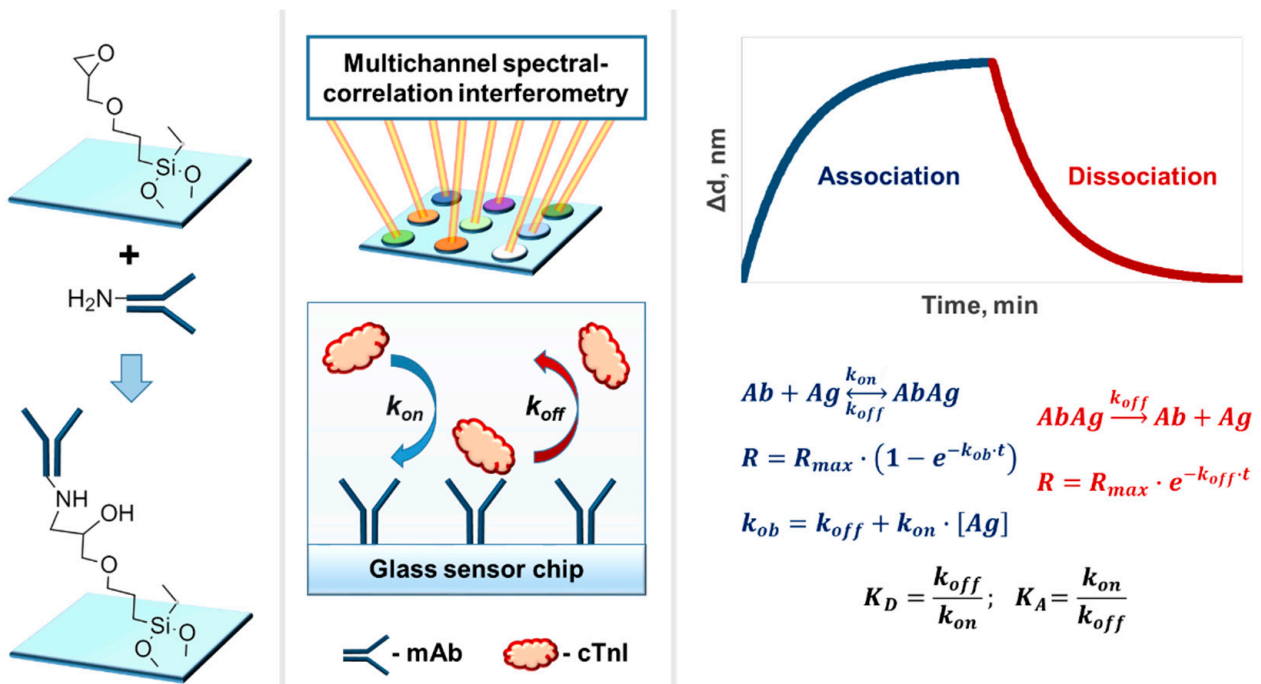 O
O
Si
O
O
+
H₂N
NH
OH
O
Si
O
O
Multichannel spectral-
correlation interferometry
k_on
k_off
Glass sensor chip
- mAb
- cTnI
Δd, nm
Association
Dissociation
Time, min
Ab + Ag ⟷ AbAg
k_on
k_off
R = R_max · (1 − e^{−k_ob·t})
k_ob = k_off + k_on · [Ag]
AbAg ⟶ Ab + Ag
k_off
R = R_max · e^{−k_off·t}
K_D = k_off / k_on ; K_A = k_on / k_off